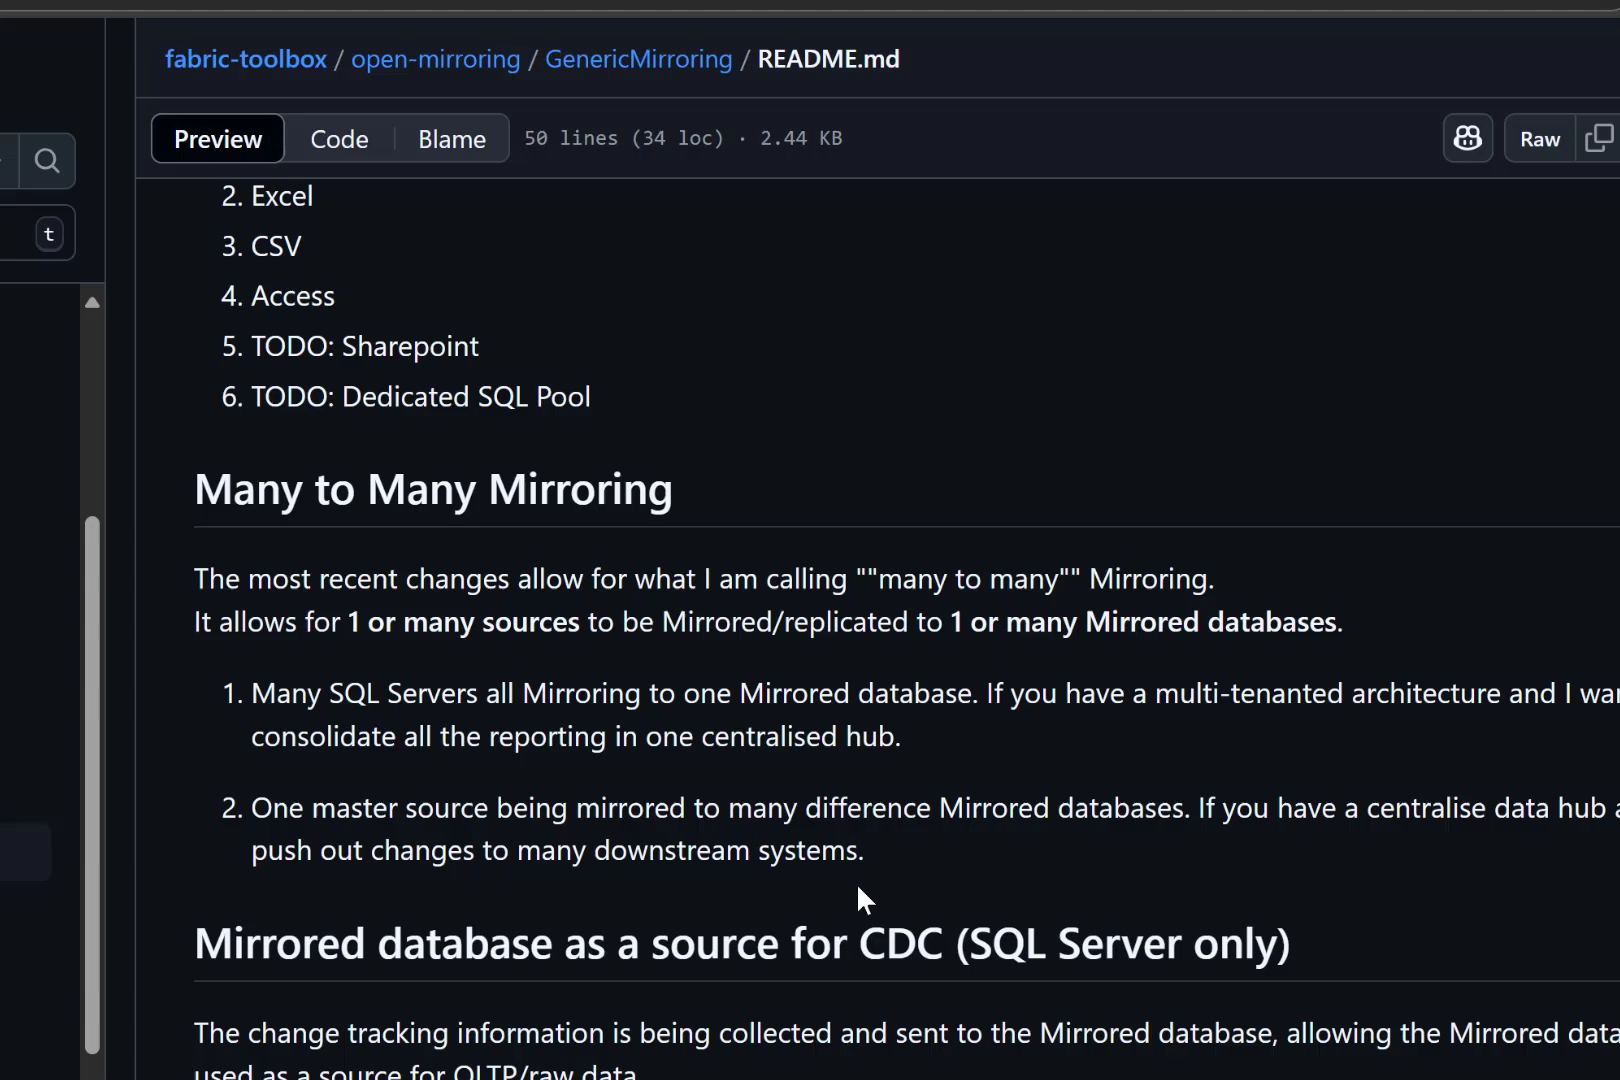 fabric-toolbox / open-mirroring / GenericMirroring / README.md
Preview Code Blame 50 lines (34 loc) · 2.44 KB Raw
t
2. Excel
3. CSV
4. Access
5. TODO: Sharepoint
6. TODO: Dedicated SQL Pool
Many to Many Mirroring
The most recent changes allow for what I am calling ""many to many"" Mirroring.
It allows for 1 or many sources to be Mirrored/replicated to 1 or many Mirrored databases.
1. Many SQL Servers all Mirroring to one Mirrored database. If you have a multi-tenanted architecture and I
consolidate all the reporting in one centralised hub.
2. One master source being mirrored to many difference Mirrored databases. If you have a centralise data hub
push out changes to many downstream systems.
Mirrored database as a source for CDC (SQL Server only)
The change tracking information is being collected and sent to the Mirrored database, allowing the Mirrored
used as a source for OLTP/raw data.